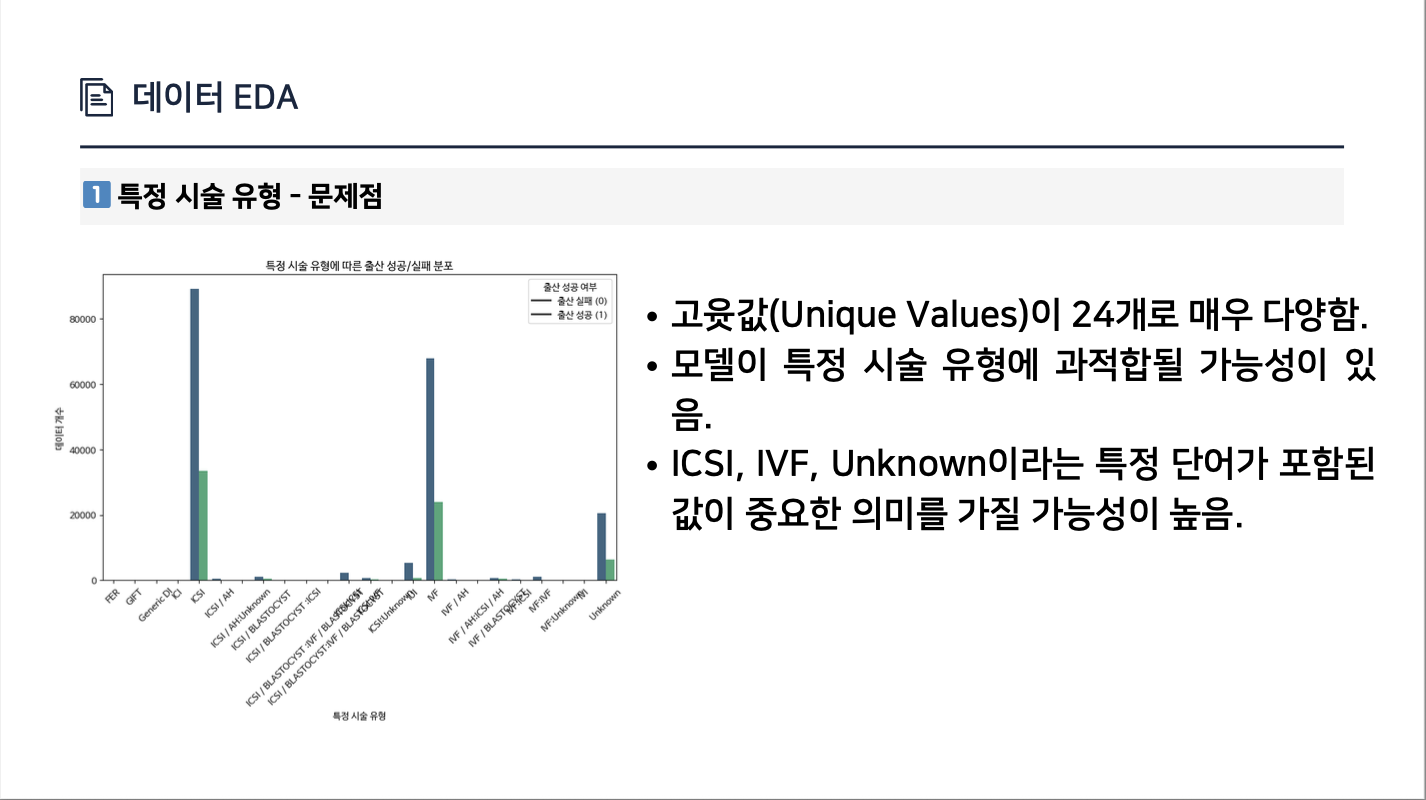 데이터 EDA
1 특정 시술 유형 - 문제점
특정 시술 유형에 따른 출산 성공/실패 분포
출산 성공 여부
출산 실패 (0)
출산 성공 (1)
데이터 개수
80000
60000
40000
20000
0
FER
GIFT
Generic DI
ICI
ICSI
ICSI / AH
ICSI / AH:Unknown
ICSI / BLASTOCYST
ICSI / BLASTOCYST :ICSI
ICSI / BLASTOCYST :IVF / BLASTOCYST
ICSI / BLASTOCYST:IVF / BLASTOCYST
ICSI:Unknown
IUI
IVF
IVF / AH
IVF / AH:ICSI / AH
IVF / BLASTOCYST
IVF:ICSI
IVF:IVF
IVF:Unknown
IVI
Unknown
특정 시술 유형
• 고윳값(Unique Values)이 24개로 매우 다양함.
• 모델이 특정 시술 유형에 과적합될 가능성이 있
음.
• ICSI, IVF, Unknown이라는 특정 단어가 포함된
값이 중요한 의미를 가질 가능성이 높음.